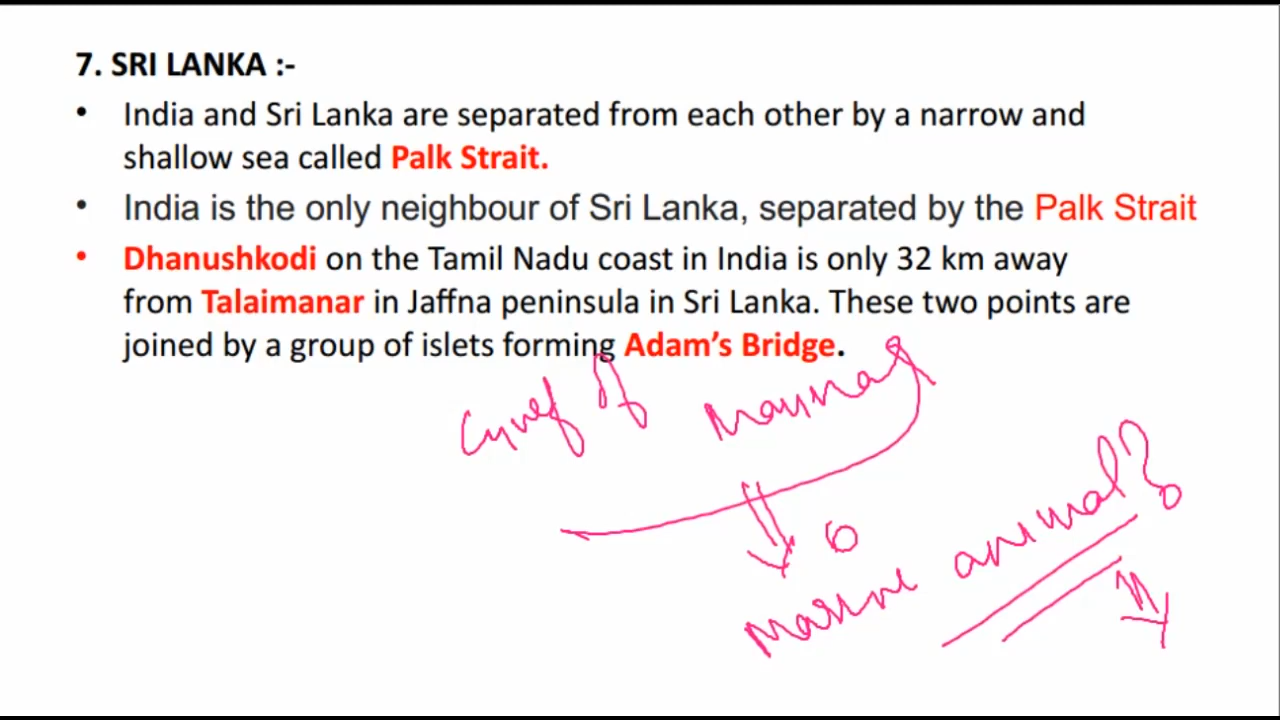 7. SRI LANKA :-
• India and Sri Lanka are separated from each other by a narrow and
shallow sea called Palk Strait.
• India is the only neighbour of Sri Lanka, separated by the Palk Strait
• Dhanushkodi on the Tamil Nadu coast in India is only 32 km away
from Talaimanar in Jaffna peninsula in Sri Lanka. These two points are
joined by a group of islets forming Adam’s Bridge.
of
marine animal?